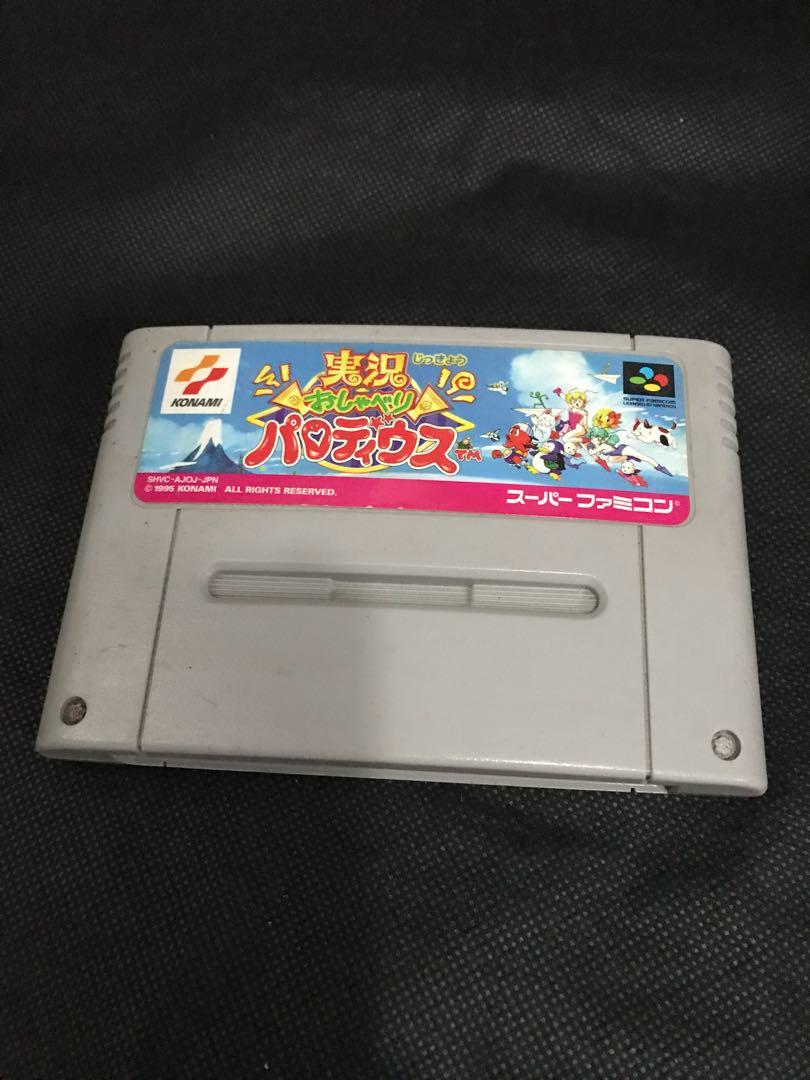 KONAMI
じっきょう
実況
おしゃべり
パロディウス TM
SUPER FAMICOM
LICENSED BY NINTENDO
SHVC-AJOJ-JPN
© 1995 KONAMI ALL RIGHTS RESERVED.
スーパーファミコン®